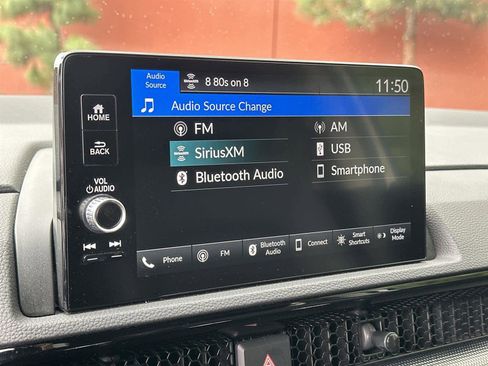 Audio Source
SiriusXM 8 80s on 8 11:50
Audio Source Change
HOME
BACK
VOL
AUDIO
FM AM
SiriusXM USB
Bluetooth Audio Smartphone
Phone FM Bluetooth Audio Connect Smart Shortcuts Display Mode